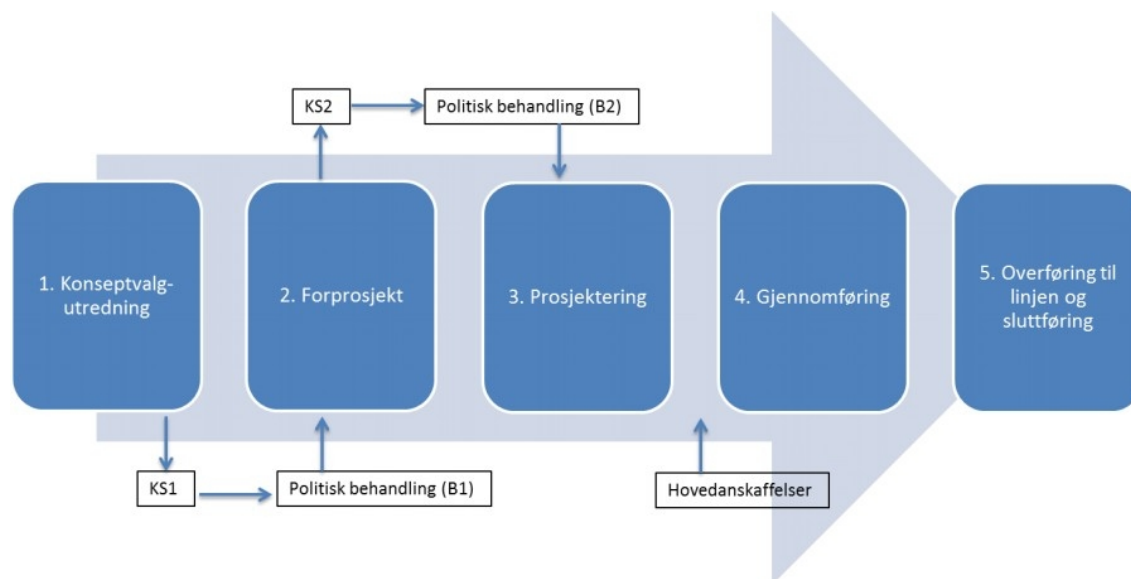 KS2
Politisk behandling (B2)
1. Konseptvalg-
utredning
2. Forprosjekt
3. Prosjektering
4. Gjennomføring
5. Overføring til
linjen og
sluttføring
KS1
Politisk behandling (B1)
Hovedanskaffelser